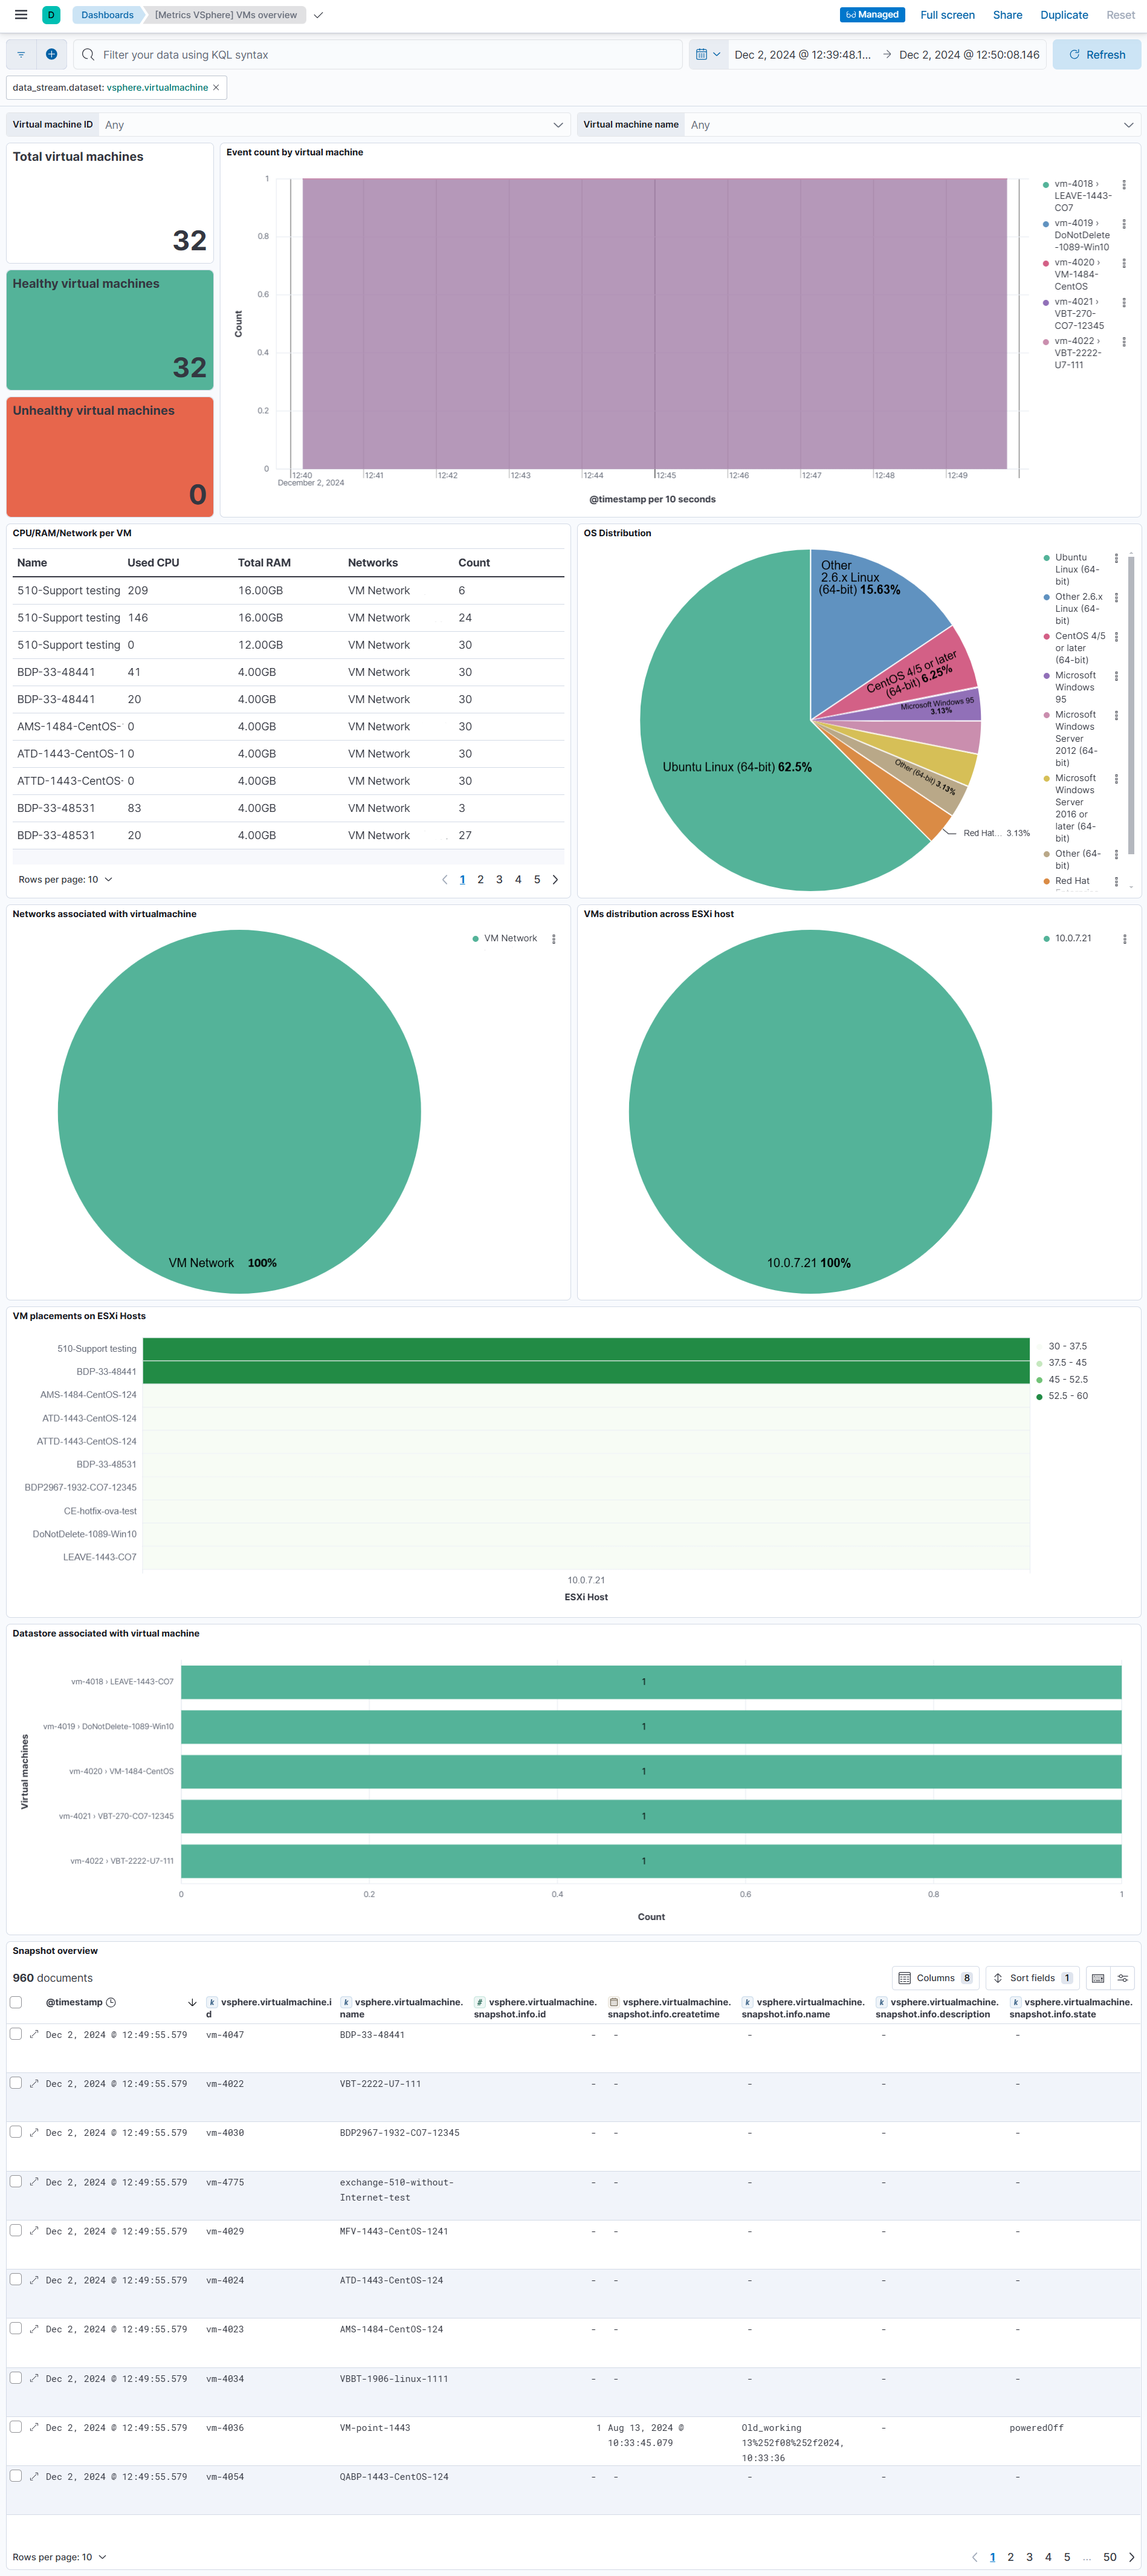 D Dashboards [Metrics VSphere] VMs overview Managed Full screen Share Duplicate Reset
Filter your data using KQL syntax Dec 2, 2024 @ 12:39:48.1... → Dec 2, 2024 @ 12:50:08.146 Refresh
data_stream.dataset: vsphere.virtualmachine ×
Virtual machine ID Any Virtual machine name Any
Total virtual machines
32
Healthy virtual machines
32
Unhealthy virtual machines
0
Event count by virtual machine
1
0.8
0.6
0.4
0.2
0
Count
12:40 12:41 12:42 12:43 12:44 12:45 12:46 12:47 12:48 12:49
December 2, 2024
@timestamp per 10 seconds
vm-4018 ›
LEAVE-1443-
CO7
vm-4019 ›
DoNotDelete
-1089-Win10
vm-4020 ›
VM-1484-
CentOS
vm-4021 ›
VBT-270-
CO7-12345
vm-4022 ›
VBT-2222-
U7-111
CPU/RAM/Network per VM
Name Used CPU Total RAM Networks Count
510-Support testing 209 16.00GB VM Network 6
510-Support testing 146 16.00GB VM Network 24
510-Support testing 0 12.00GB VM Network 30
BDP-33-48441 41 4.00GB VM Network 30
BDP-33-48441 20 4.00GB VM Network 30
AMS-1484-CentOS- 0 4.00GB VM Network 30
ATD-1443-CentOS-1 0 4.00GB VM Network 30
ATTD-1443-CentOS- 0 4.00GB VM Network 30
BDP-33-48531 83 4.00GB VM Network 3
BDP-33-48531 20 4.00GB VM Network 27
Rows per page: 10 1 2 3 4 5
OS Distribution
Other
2.6.x Linux
(64-bit) 15.63%
CentOS 4/5 or later
(64-bit) 6.25%
Microsoft Windows 95
3.13%
Other (64-bit) 3.13%
Red Hat... 3.13%
Ubuntu Linux (64-bit) 62.5%
Ubuntu
Linux (64-
bit)
Other 2.6.x
Linux (64-
bit)
CentOS 4/5
or later
(64-bit)
Microsoft
Windows
95
Microsoft
Windows
Server
2012 (64-
bit)
Microsoft
Windows
Server
2016 or
later (64-
bit)
Other (64-
bit)
Red Hat
Networks associated with virtualmachine
VM Network
VM Network 100%
VMs distribution across ESXi host
10.0.7.21
10.0.7.21 100%
VM placements on ESXi Hosts
510-Support testing
BDP-33-48441
AMS-1484-CentOS-124
ATD-1443-CentOS-124
ATTD-1443-CentOS-124
BDP-33-48531
BDP2967-1932-CO7-12345
CE-hotfix-ova-test
DoNotDelete-1089-Win10
LEAVE-1443-CO7
10.0.7.21
ESXi Host
30 - 37.5
37.5 - 45
45 - 52.5
52.5 - 60
Datastore associated with virtual machine
Virtual machines
vm-4018 › LEAVE-1443-CO7 1
vm-4019 › DoNotDelete-1089-Win10 1
vm-4020 › VM-1484-CentOS 1
vm-4021 › VBT-270-CO7-12345 1
vm-4022 › VBT-2222-U7-111 1
0 0.2 0.4 0.6 0.8 1
Count
Snapshot overview
960 documents Columns 8 Sort fields 1
@timestamp k vsphere.virtualmachine.i k vsphere.virtualmachine. # vsphere.virtualmachine. vsphere.virtualmachine. k vsphere.virtualmachine. k vsphere.virtualmachine. k vsphere.virtualmachine.
d name snapshot.info.id snapshot.info.createtime snapshot.info.name snapshot.info.description snapshot.info.state
Dec 2, 2024 @ 12:49:55.579 vm-4047 BDP-33-48441 - - - - -
Dec 2, 2024 @ 12:49:55.579 vm-4022 VBT-2222-U7-111 - - - - -
Dec 2, 2024 @ 12:49:55.579 vm-4030 BDP2967-1932-CO7-12345 - - - - -
Dec 2, 2024 @ 12:49:55.579 vm-4775 exchange-510-without- - - - - -
Internet-test
Dec 2, 2024 @ 12:49:55.579 vm-4029 MFV-1443-CentOS-1241 - - - - -
Dec 2, 2024 @ 12:49:55.579 vm-4024 ATD-1443-CentOS-124 - - - - -
Dec 2, 2024 @ 12:49:55.579 vm-4023 AMS-1484-CentOS-124 - - - - -
Dec 2, 2024 @ 12:49:55.579 vm-4034 VBBT-1906-linux-1111 - - - - -
Dec 2, 2024 @ 12:49:55.579 vm-4036 VM-point-1443 1 Aug 13, 2024 @ Old_working - poweredOff
10:33:45.079 13%252f08%252f2024,
10:33:36
Dec 2, 2024 @ 12:49:55.579 vm-4054 QABP-1443-CentOS-124 - - - - -
Rows per page: 10 1 2 3 4 5 ... 50